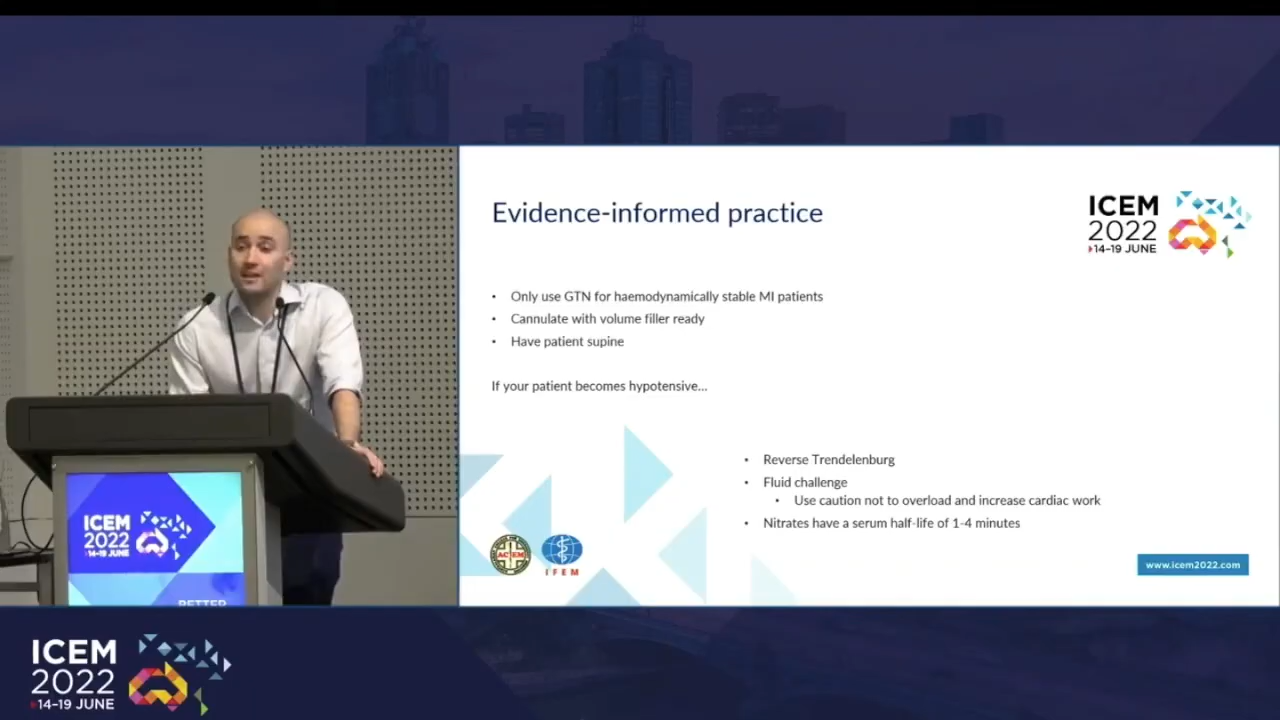 Evidence-informed practice
ICEM
2022
14-19 JUNE
• Only use GTN for haemodynamically stable MI patients
• Cannulate with volume filler ready
• Have patient supine
If your patient becomes hypotensive...
• Reverse Trendelenburg
• Fluid challenge
• Use caution not to overload and increase cardiac work
• Nitrates have a serum half-life of 1-4 minutes
ACEM
IFEM
www.icem2022.com
ICEM
2022
14-19 JUNE
BETTER
ICEM
2022
14-19 JUNE